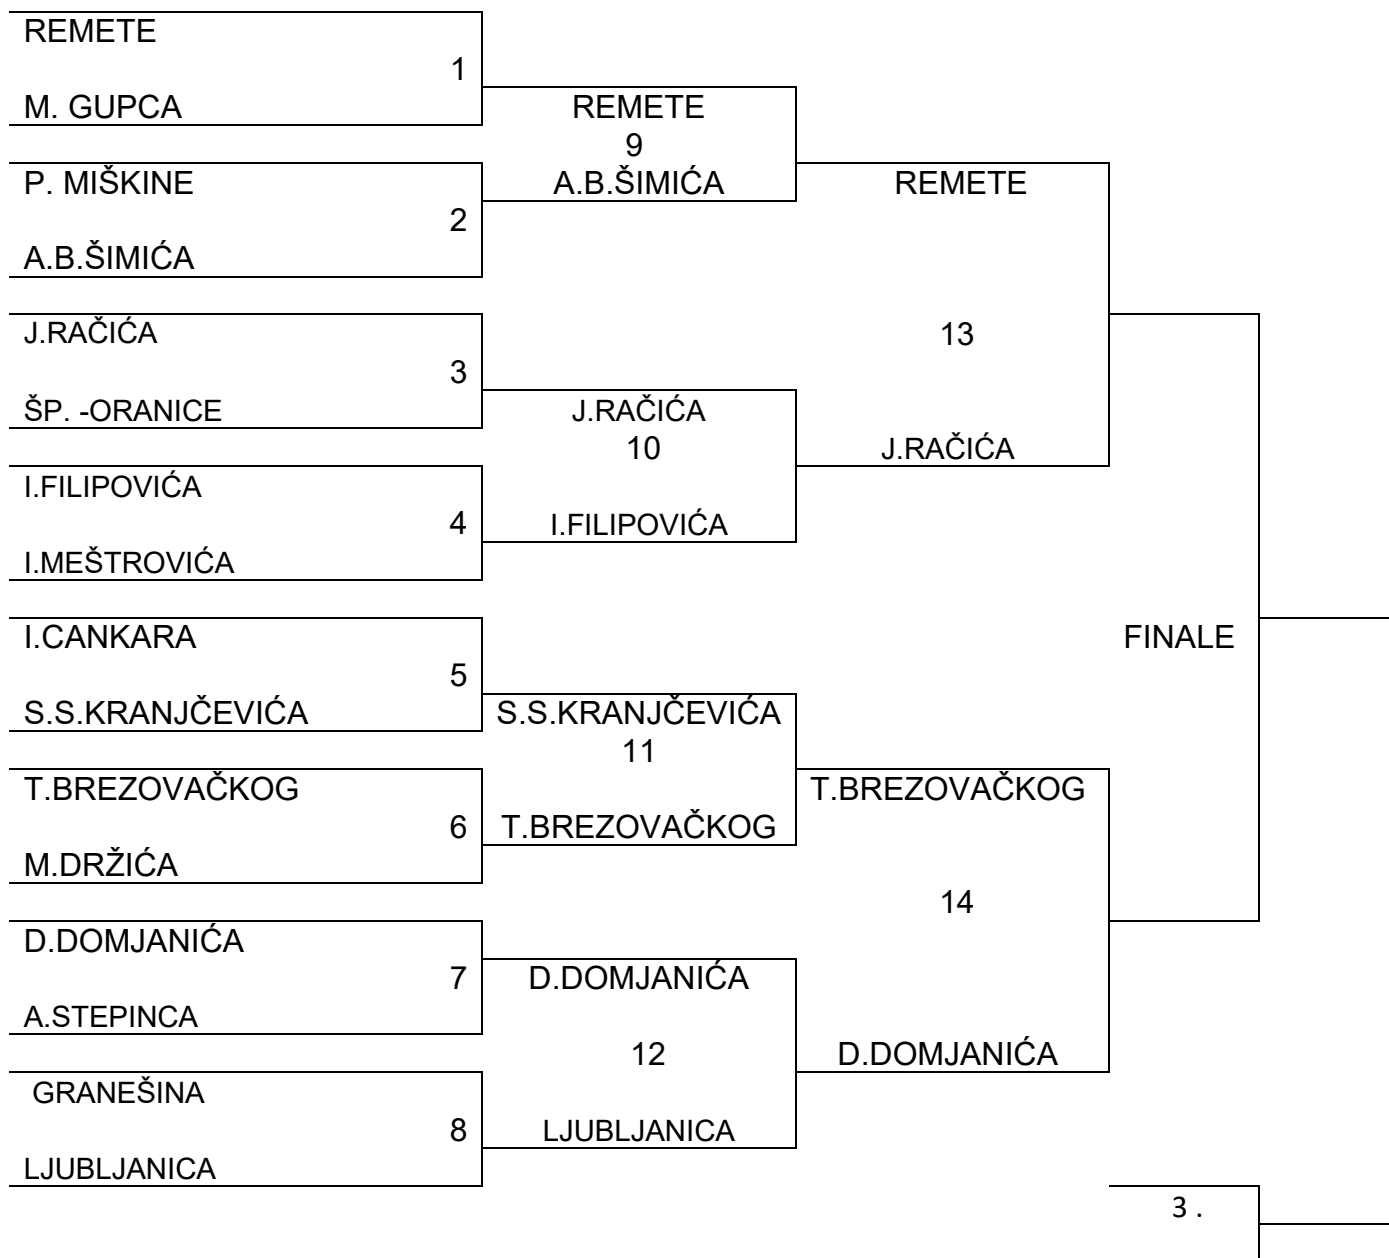 REMETE
1
M. GUPCA
REMETE
9
P. MIŠKINE
A.B.ŠIMIĆA
REMETE
2
A.B.ŠIMIĆA
J.RAČIĆA
13
3
ŠP. -ORANICE
J.RAČIĆA
10
J.RAČIĆA
I.FILIPOVIĆA
4
I.FILIPOVIĆA
I.MEŠTROVIĆA
I.CANKARA
FINALE
5
S.S.KRANJČEVIĆA
S.S.KRANJČEVIĆA
11
T.BREZOVAČKOG
T.BREZOVAČKOG
6
T.BREZOVAČKOG
M.DRŽIĆA
14
D.DOMJANIĆA
7
D.DOMJANIĆA
A.STEPINCA
12
D.DOMJANIĆA
GRANEŠINA
8
LJUBLJANICA
LJUBLJANICA
3 .